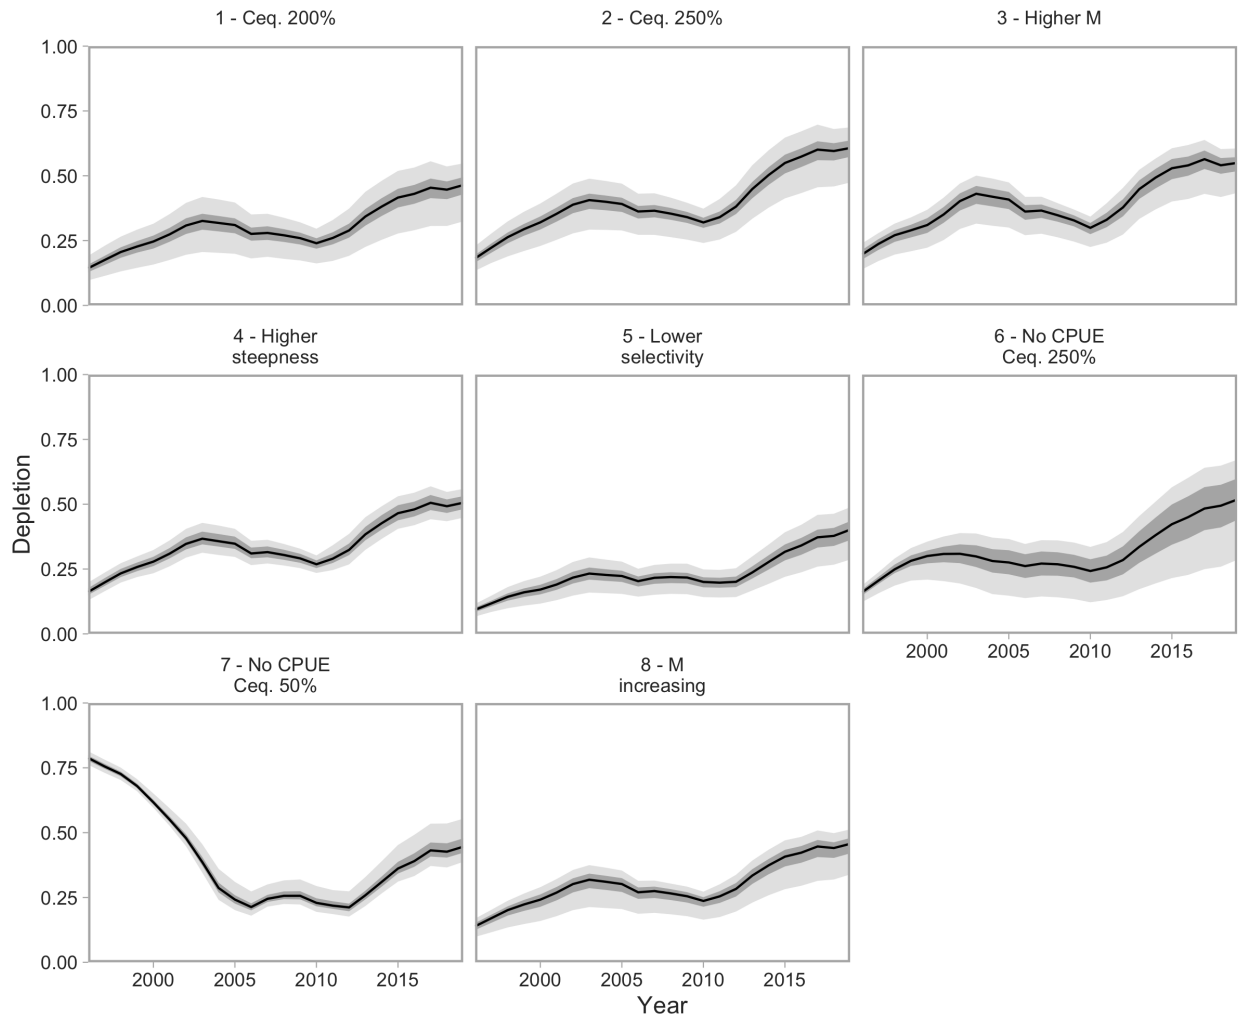 1 - Ceq. 200%
2 - Ceq. 250%
3 - Higher M
1.00
0.75
0.50
0.25
0.00
4 - Higher
steepness
5 - Lower
selectivity
6 - No CPUE
Ceq. 250%
1.00
0.75
0.50
0.25
0.00
Depletion
2000 2005 2010 2015
7 - No CPUE
Ceq. 50%
8 - M
increasing
1.00
0.75
0.50
0.25
0.00
2000 2005 2010 2015
2000 2005 2010 2015
Year